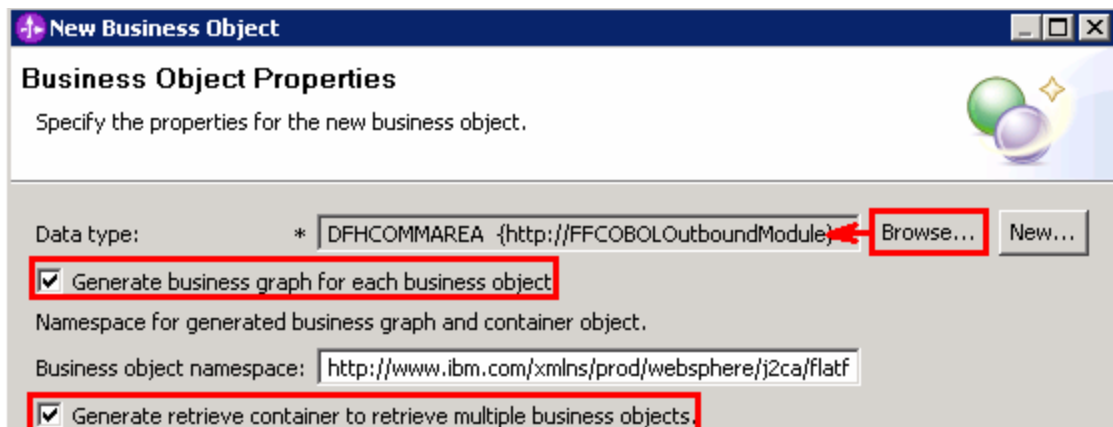 New Business Object
Business Object Properties
Specify the properties for the new business object.
Data type: * DFHCOMMAREA {http://FFCOBOLOutboundModule} Browse... New...
Generate business graph for each business object
Namespace for generated business graph and container object.
Business object namespace: http://www.ibm.com/xmlns/prod/websphere/j2ca/flatf
Generate retrieve container to retrieve multiple business objects.